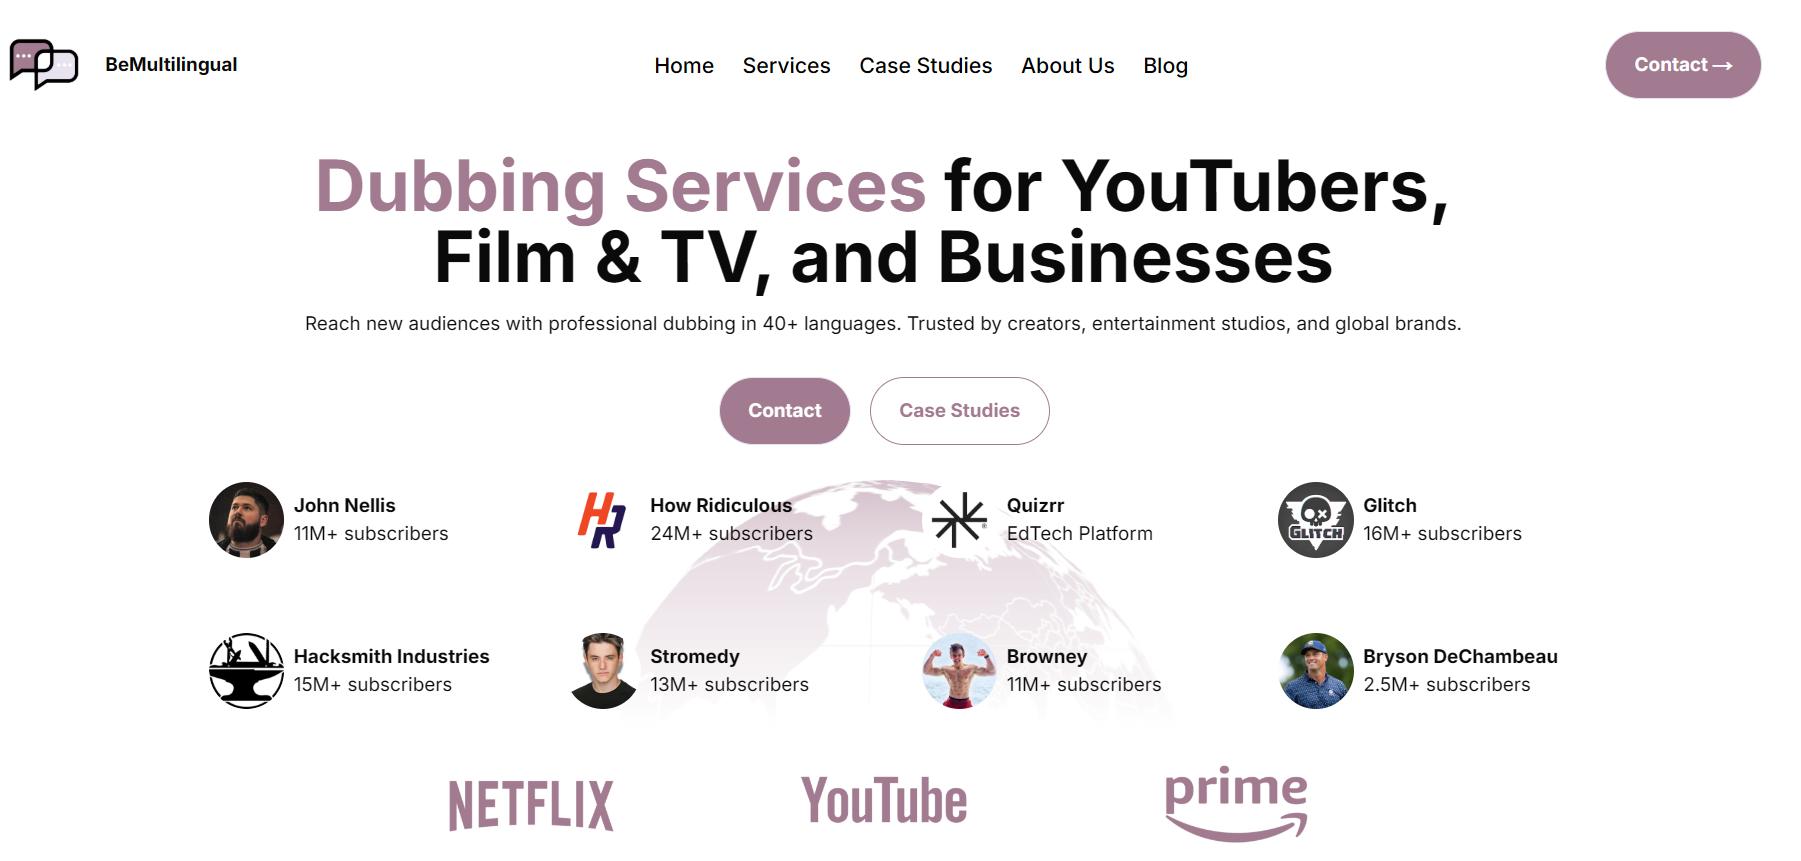 BeMultilingual
Home Services Case Studies About Us Blog
Contact →
Dubbing Services for YouTubers,
Film & TV, and Businesses
Reach new audiences with professional dubbing in 40+ languages. Trusted by creators, entertainment studios, and global brands.
Contact
Case Studies
John Nellis
11M+ subscribers
HR
How Ridiculous
24M+ subscribers
®
Quizrr
EdTech Platform
GLITCH
Glitch
16M+ subscribers
Hacksmith Industries
15M+ subscribers
Stromedy
13M+ subscribers
Browney
11M+ subscribers
Bryson DeChambeau
2.5M+ subscribers
NETFLIX
YouTube
prime